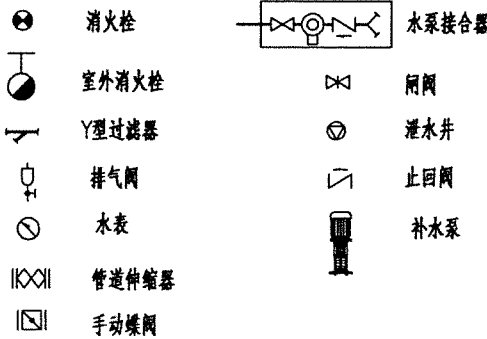 消火栓
水泵接合器
室外消火栓
闸阀
Y型过滤器
泄水井
排气阀
止回阀
水表
补水泵
管道伸缩器
手动蝶阀